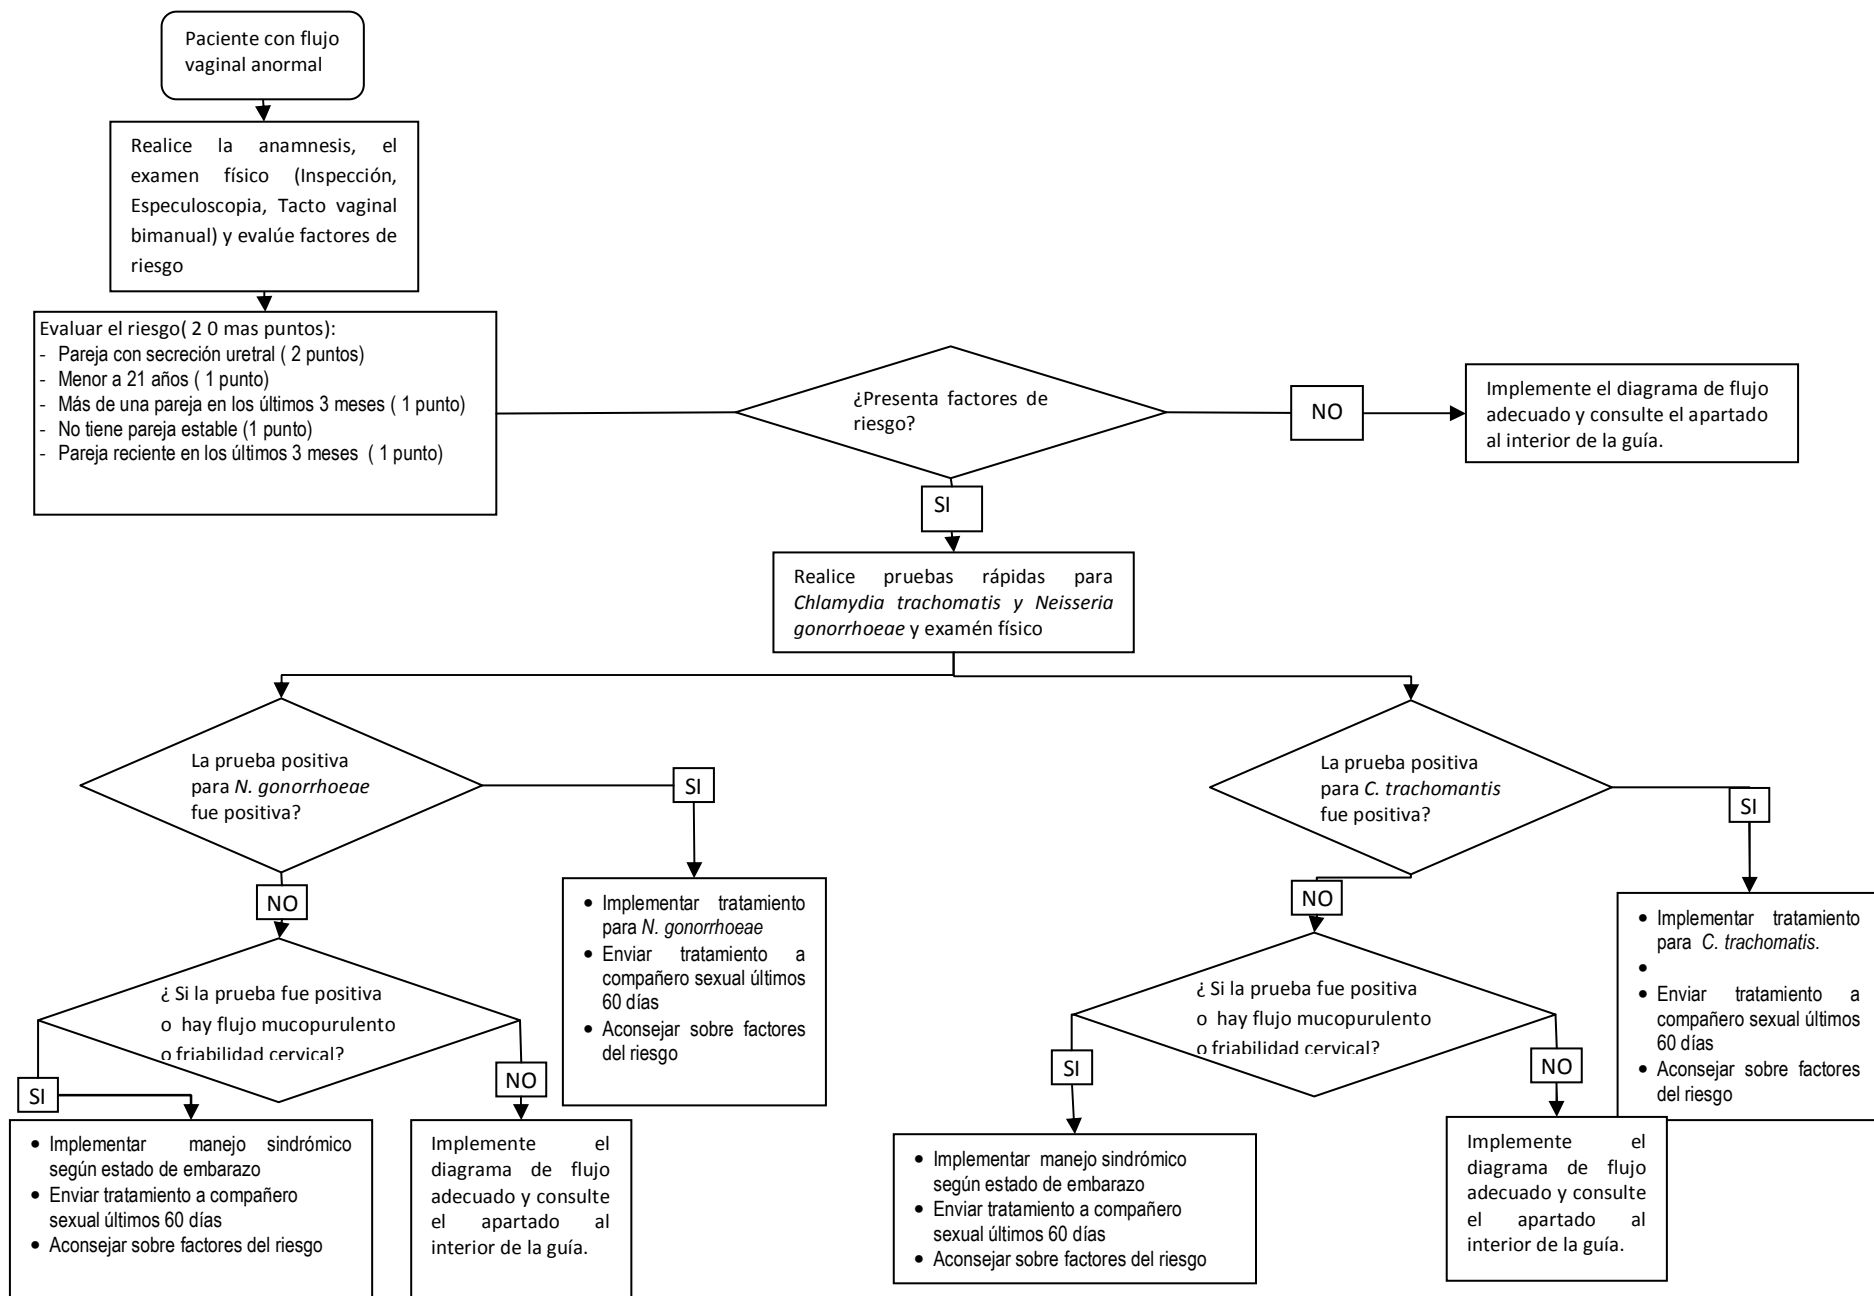 Paciente con flujo
vaginal anormal
Realice la anamnesis, el
examen físico (Inspección,
Especuloscopia, Tacto vaginal
bimanual) y evalúe factores de
riesgo
Evaluar el riesgo( 2 0 mas puntos):
- Pareja con secreción uretral ( 2 puntos)
- Menor a 21 años ( 1 punto)
- Más de una pareja en los últimos 3 meses ( 1 punto)
- No tiene pareja estable (1 punto)
- Pareja reciente en los últimos 3 meses ( 1 punto)
¿Presenta factores de
riesgo?
NO
Implemente el diagrama de flujo
adecuado y consulte el apartado
al interior de la guía.
SI
Realice pruebas rápidas para
Chlamydia trachomatis y Neisseria
gonorrhoeae y examén físico
La prueba positiva
para N. gonorrhoeae
fue positiva?
SI
NO
• Implementar tratamiento
para N. gonorrhoeae
• Enviar tratamiento a
compañero sexual últimos
60 días
• Aconsejar sobre factores
del riesgo
¿ Si la prueba fue positiva
o hay flujo mucopurulento
o friabilidad cervical?
SI
NO
• Implementar manejo sindrómico
según estado de embarazo
• Enviar tratamiento a compañero
sexual últimos 60 días
• Aconsejar sobre factores del riesgo
Implemente el
diagrama de flujo
adecuado y consulte
el apartado al
interior de la guía.
La prueba positiva
para C. trachomantis
fue positiva?
SI
NO
• Implementar tratamiento
para C. trachomatis.
•
• Enviar tratamiento a
compañero sexual últimos
60 días
• Aconsejar sobre factores
del riesgo
¿ Si la prueba fue positiva
o hay flujo mucopurulento
o friabilidad cervical?
SI
NO
• Implementar manejo sindrómico
según estado de embarazo
• Enviar tratamiento a compañero
sexual últimos 60 días
• Aconsejar sobre factores del riesgo
Implemente el
diagrama de flujo
adecuado y consulte
el apartado al
interior de la guía.